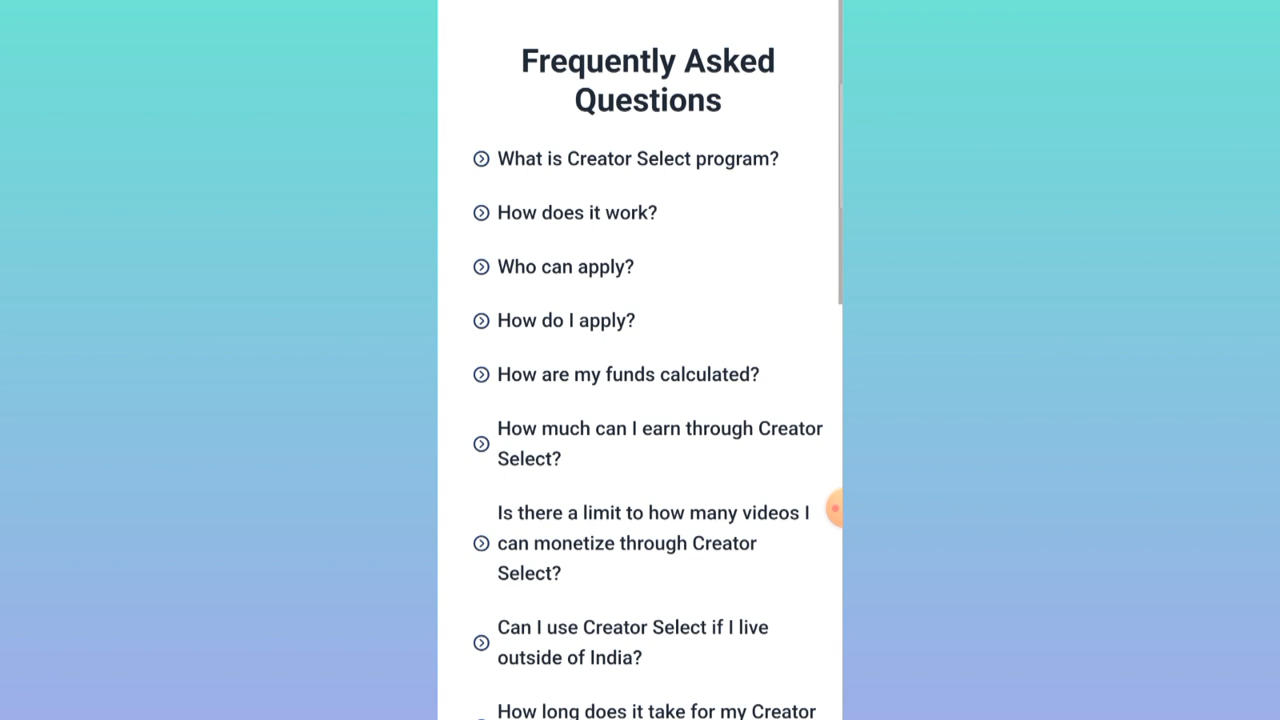 Frequently Asked
Questions
What is Creator Select program?
How does it work?
Who can apply?
How do I apply?
How are my funds calculated?
How much can I earn through Creator
Select?
Is there a limit to how many videos I
can monetize through Creator
Select?
Can I use Creator Select if I live
outside of India?
How long does it take for my Creator